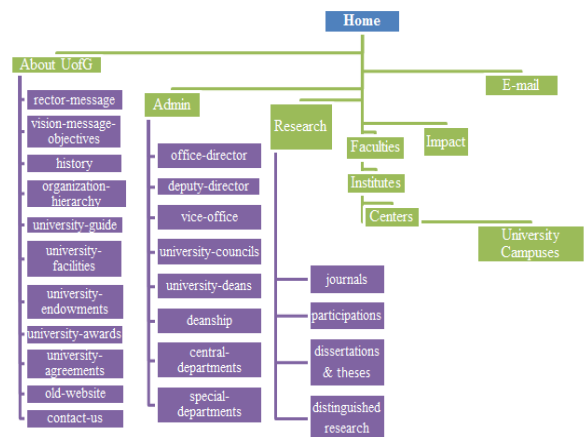 Home
About UofG
rector-message
vision-message-
objectives
history
organization-
hierarchy
university-guide
university-
facilities
university-
endowments
university-awards
university-
agreements
old-website
contact-us
Admin
office-director
deputy-director
vice-office
university-councils
university-deans
deanship
central-
departments
special-
departments
Research
journals
participations
dissertations
& theses
distinguished
research
Faculties
Institutes
Centers
Impact
E-mail
University
Campuses